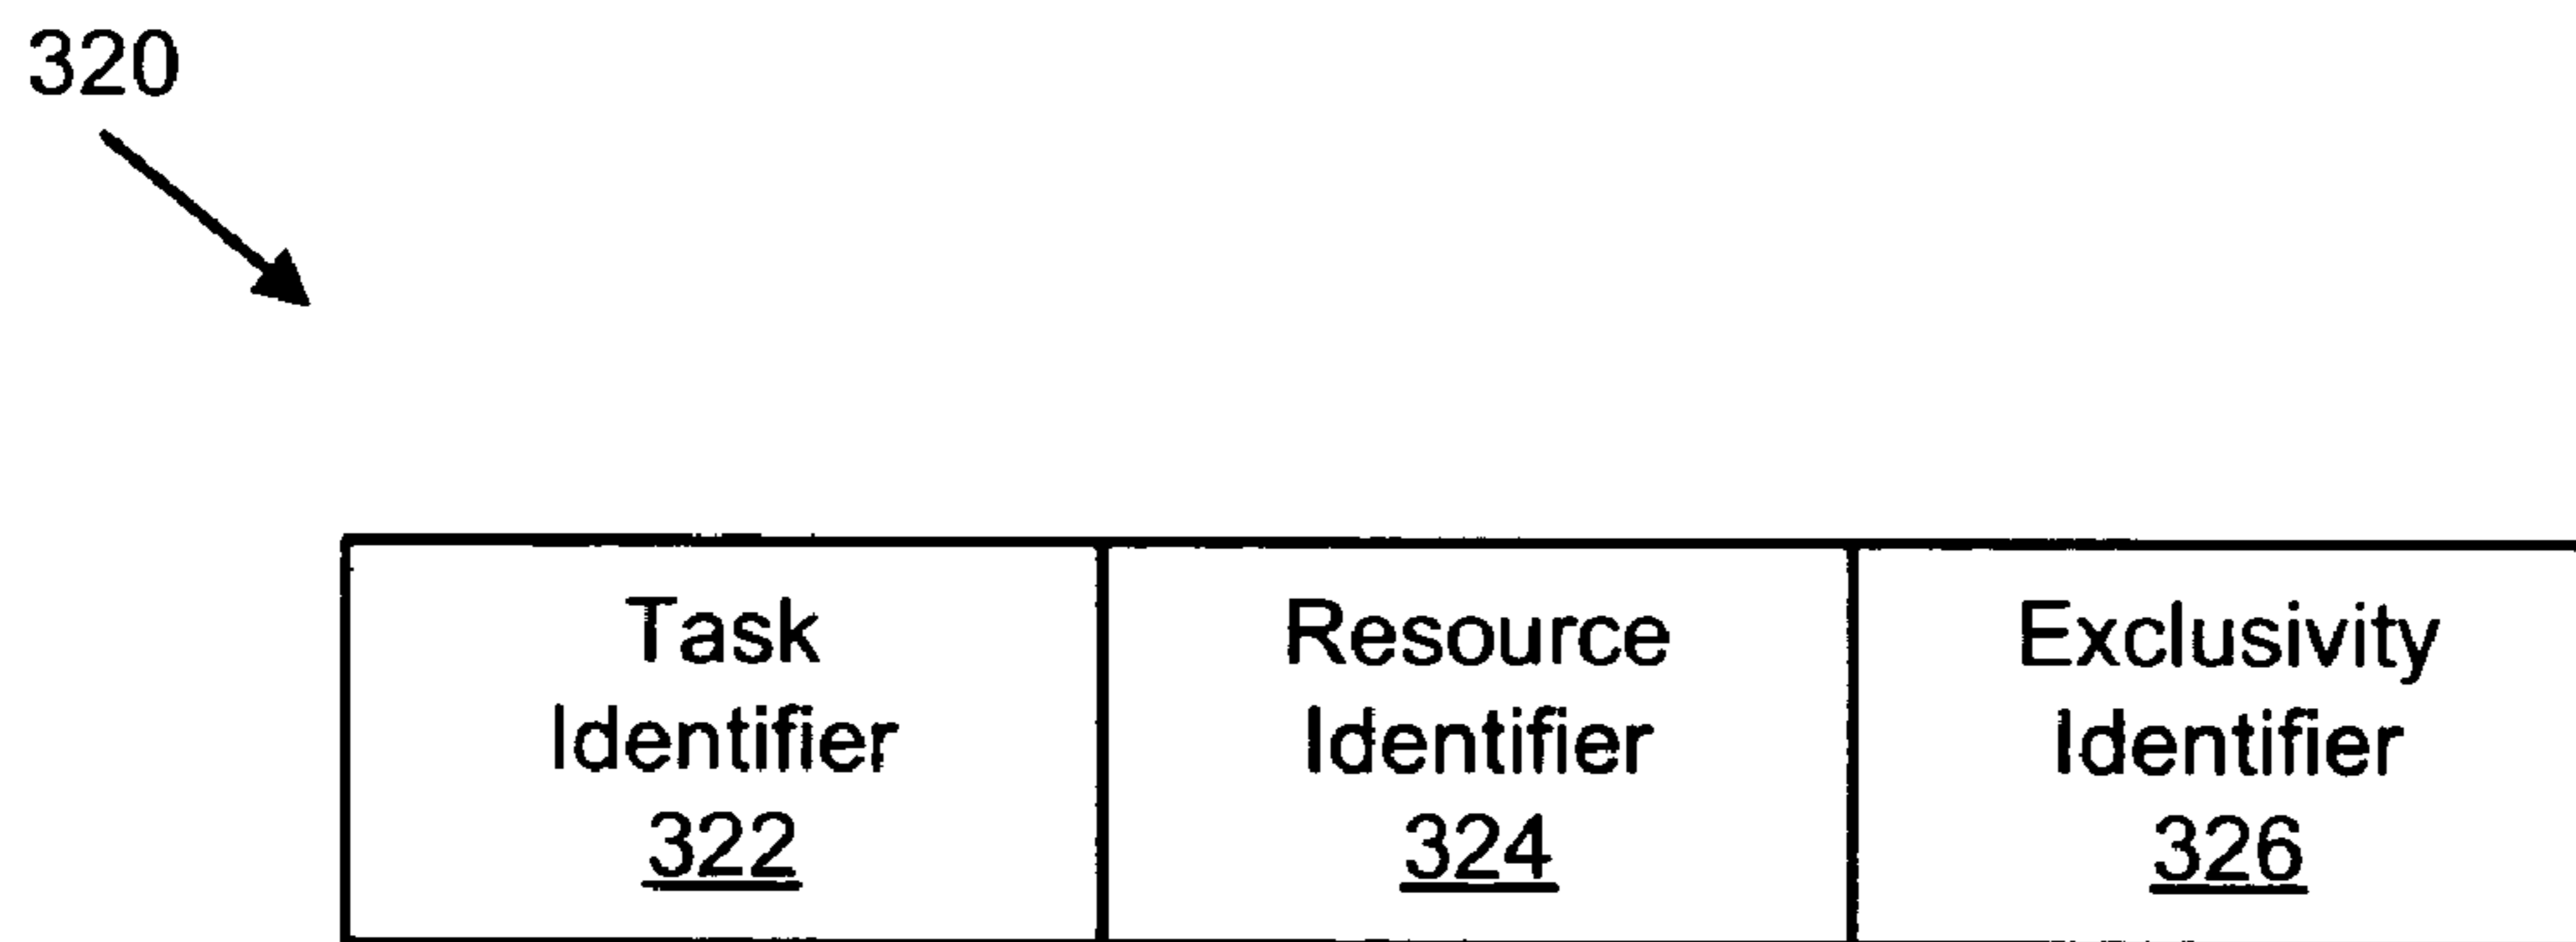 320
Task
Identifier
322
Resource
Identifier
324
Exclusivity
Identifier
326